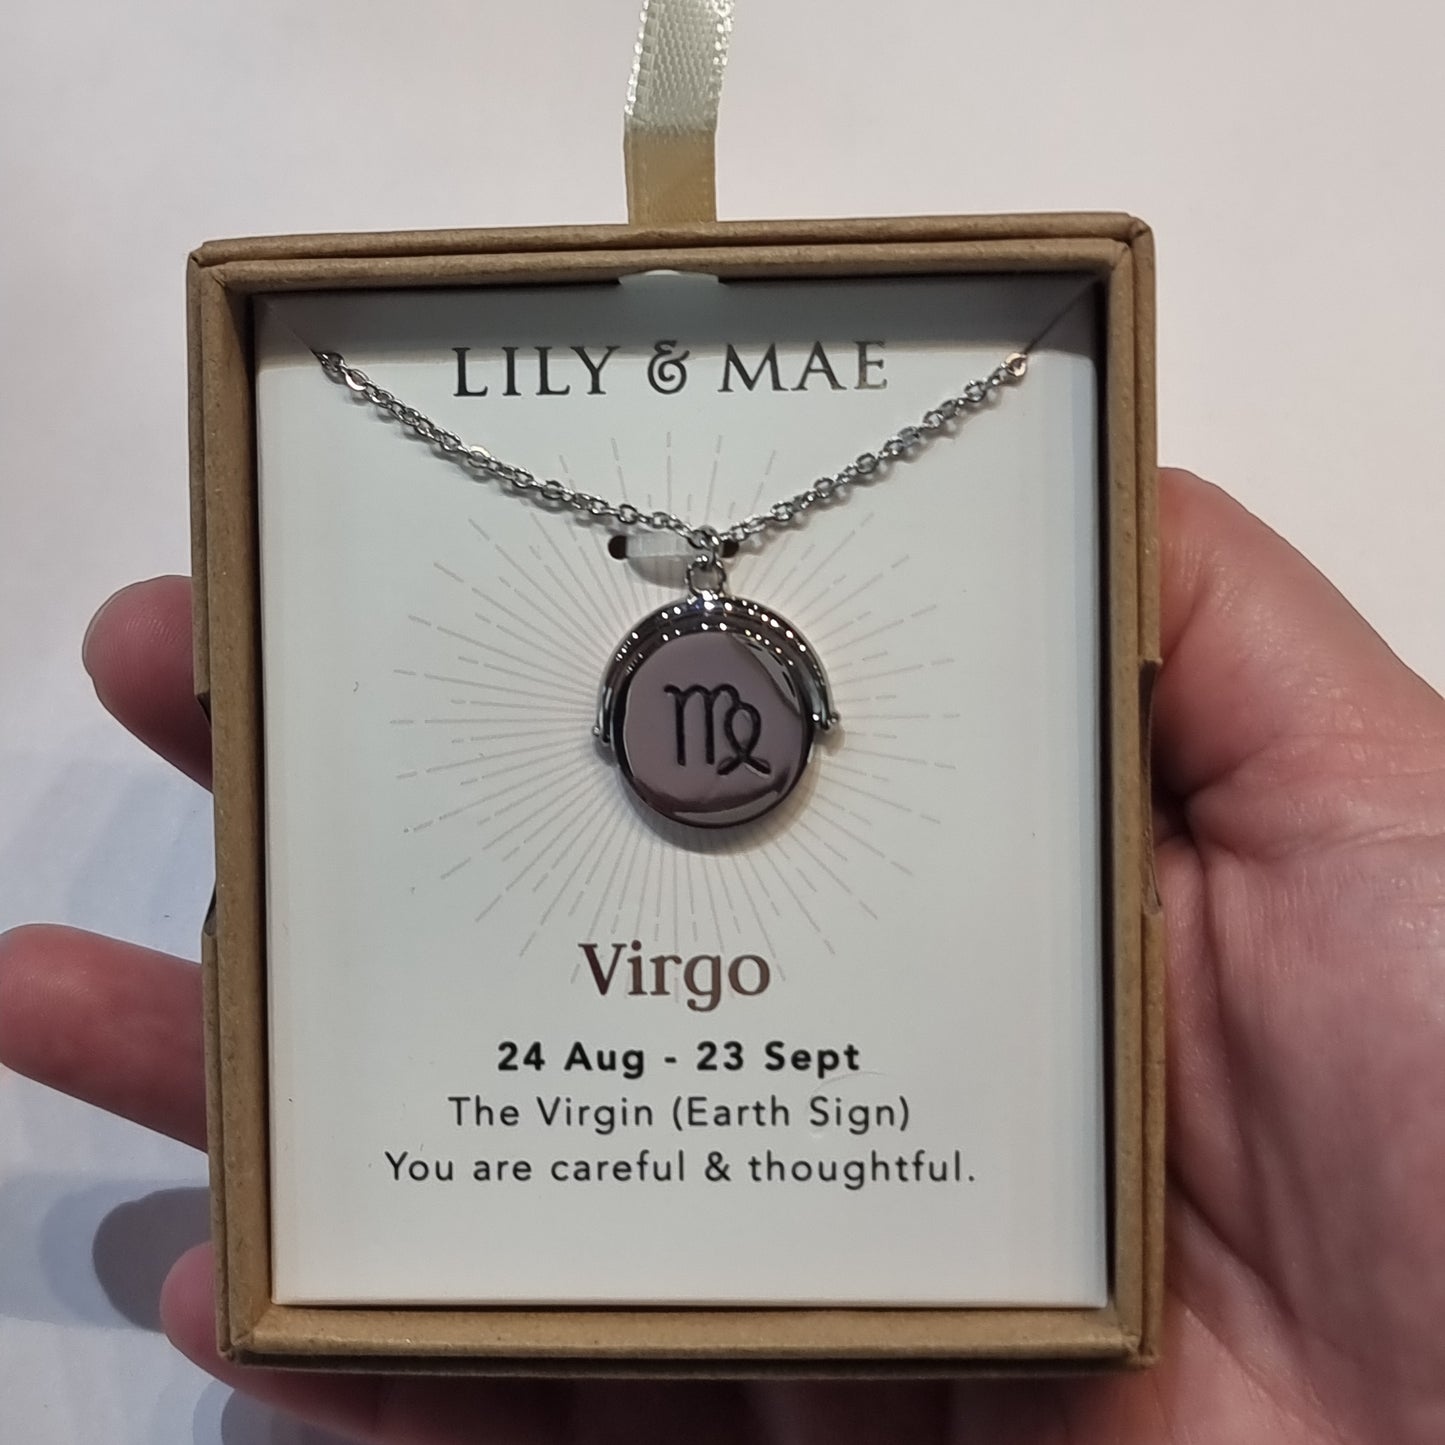 LILY & MAE
♍
Virgo
24 Aug - 23 Sept
The Virgin (Earth Sign)
You are careful & thoughtful.